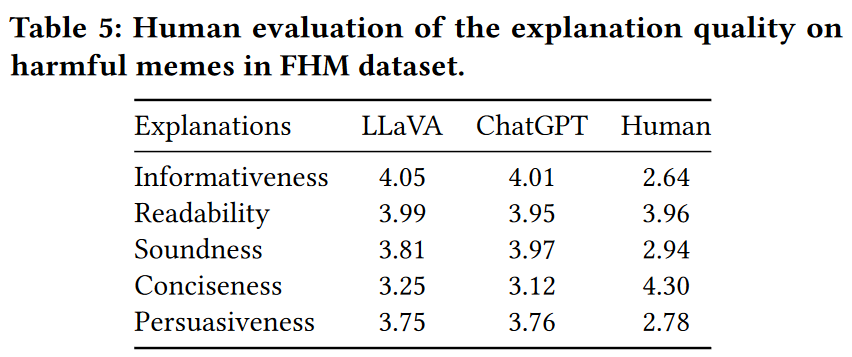 Table 5: Human evaluation of the explanation quality on
harmful memes in FHM dataset.
Explanations LLaVA ChatGPT Human
Informativeness 4.05 4.01 2.64
Readability 3.99 3.95 3.96
Soundness 3.81 3.97 2.94
Conciseness 3.25 3.12 4.30
Persuasiveness 3.75 3.76 2.78